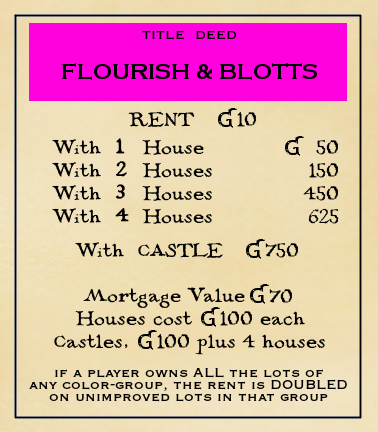 TITLE DEED
FLOURISH & BLOTTS
RENT G10
With 1 House G 50
With 2 Houses 150
With 3 Houses 450
With 4 Houses 625
With CASTLE G750
Mortgage Value G70
Houses cost G100 each
Castles, G100 plus 4 houses
IF A PLAYER OWNS ALL THE LOTS OF
ANY COLOR-GROUP, THE RENT IS DOUBLED
ON UNIMPROVED LOTS IN THAT GROUP